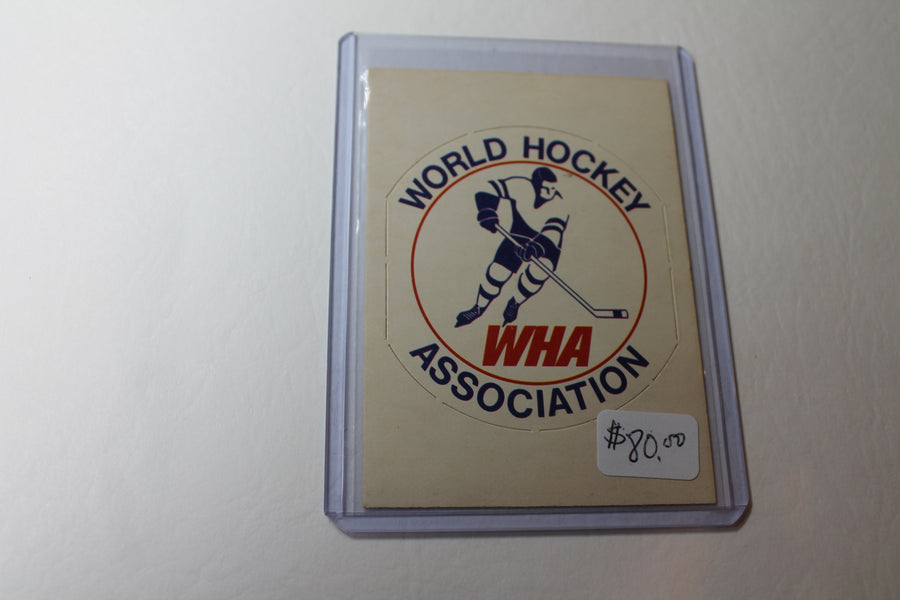 WORLD HOCKEY
WHA
ASSOCIATION
$80.00